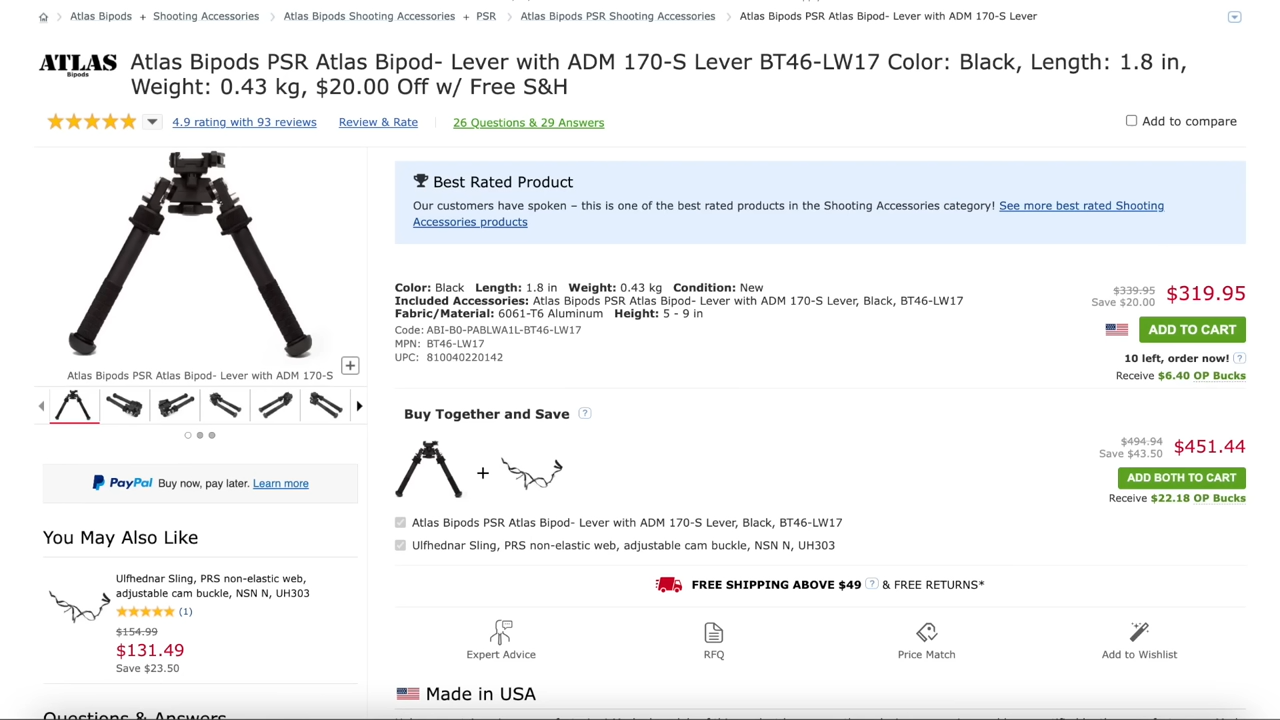 Atlas Bipods + Shooting Accessories > Atlas Bipods Shooting Accessories + PSR > Atlas Bipods PSR Shooting Accessories > Atlas Bipods PSR Atlas Bipod- Lever with ADM 170-S Lever
ATLAS
Bipods
Atlas Bipods PSR Atlas Bipod- Lever with ADM 170-S Lever BT46-LW17 Color: Black, Length: 1.8 in,
Weight: 0.43 kg, $20.00 Off w/ Free S&H
4.9 rating with 93 reviews
Review & Rate
26 Questions & 29 Answers
Add to compare
Atlas Bipods PSR Atlas Bipod- Lever with ADM 170-S
PayPal Buy now, pay later. Learn more
You May Also Like
Ulfhednar Sling, PRS non-elastic web,
adjustable cam buckle, NSN N, UH303
(1)
$154.99
$131.49
Save $23.50
Questions & Answers
Best Rated Product
Our customers have spoken – this is one of the best rated products in the Shooting Accessories category! See more best rated Shooting
Accessories products
Color: Black Length: 1.8 in Weight: 0.43 kg Condition: New
Included Accessories: Atlas Bipods PSR Atlas Bipod- Lever with ADM 170-S Lever, Black, BT46-LW17
Fabric/Material: 6061-T6 Aluminum Height: 5 - 9 in
Code: ABI-B0-PABLWA1L-BT46-LW17
MPN: BT46-LW17
UPC: 810040220142
$339.95
Save $20.00
$319.95
ADD TO CART
10 left, order now! ?
Receive $6.40 OP Bucks
Buy Together and Save ?
+
$494.94
Save $43.50
$451.44
ADD BOTH TO CART
Receive $22.18 OP Bucks
Atlas Bipods PSR Atlas Bipod- Lever with ADM 170-S Lever, Black, BT46-LW17
Ulfhednar Sling, PRS non-elastic web, adjustable cam buckle, NSN N, UH303
FREE SHIPPING ABOVE $49 ? & FREE RETURNS*
Expert Advice
RFQ
Price Match
Add to Wishlist
Made in USA